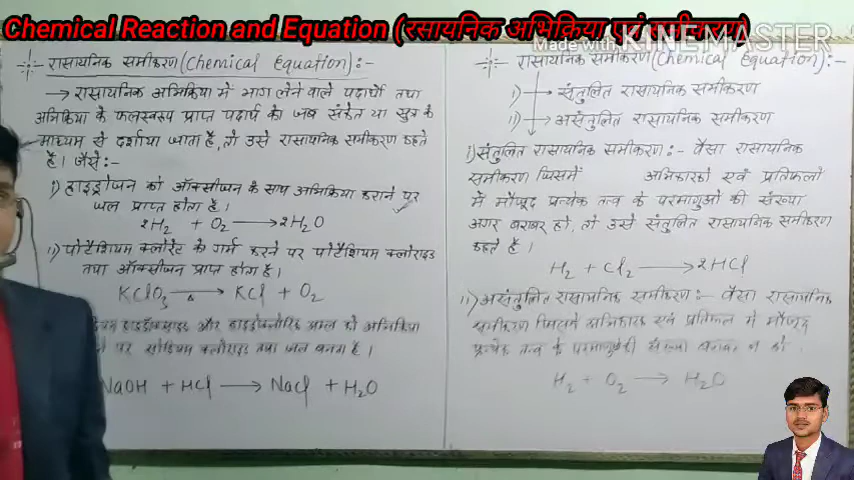 Chemical Reaction and Equation (रसायनिक अभिक्रिया एवं समीकरण)
Made with KINEMASTER
रासायनिक समीकरण (Chemical Equation) :-
→ रासायनिक अभिक्रिया में भाग लेने वाले पदार्थों तथा
अभिक्रिया के फलस्वरूप प्राप्त पदार्थ को जब संकेत या सुत्र के
माध्यम से दर्शाया जाता है, तो उसे रासायनिक समीकरण कहते
है। जैसे :-
i) हाइड्रोजन को ऑक्सीजन के साथ अभिक्रिया कराने पर
जल प्राप्त होता है।
2H₂ + O₂ → 2H₂O
ii) पोटैशियम क्लोरेट के गर्म करने पर पोटैशियम क्लोराइड
तथा ऑक्सीजन प्राप्त होता है।
KClO₃ → KCl + O₂
हाइड्रॉक्साइड और हाइड्रोक्लोरिक अम्ल को अभिक्रिया
पर सोडियम क्लोराइड तथा जल बनता है।
NaOH + HCl → NaCl + H₂O
रासायनिक समीकरण (Chemical Equation) :-
i) → संतुलित रासायनिक समीकरण
ii) → असंतुलित रासायनिक समीकरण
i) संतुलित रासायनिक समीकरण :- वैसा रासायनिक
समीकरण जिसमें अभिकारकों एवं प्रतिफलों
में मौजूद प्रत्येक तत्व के परमाणुओं की संख्या
अगर बराबर हो, तो उसे संतुलित रासायनिक समीकरण
कहते है।
H₂ + Cl₂ → 2HCl
ii) असंतुलित रासायनिक समीकरण :- वैसा रासायनिक
समीकरण जिसमें अभिकारक एवं प्रतिफल में मौजूद
प्रत्येक तत्व के परमाणुओं की संख्या बराबर न हो।
H₂ + O₂ → H₂O